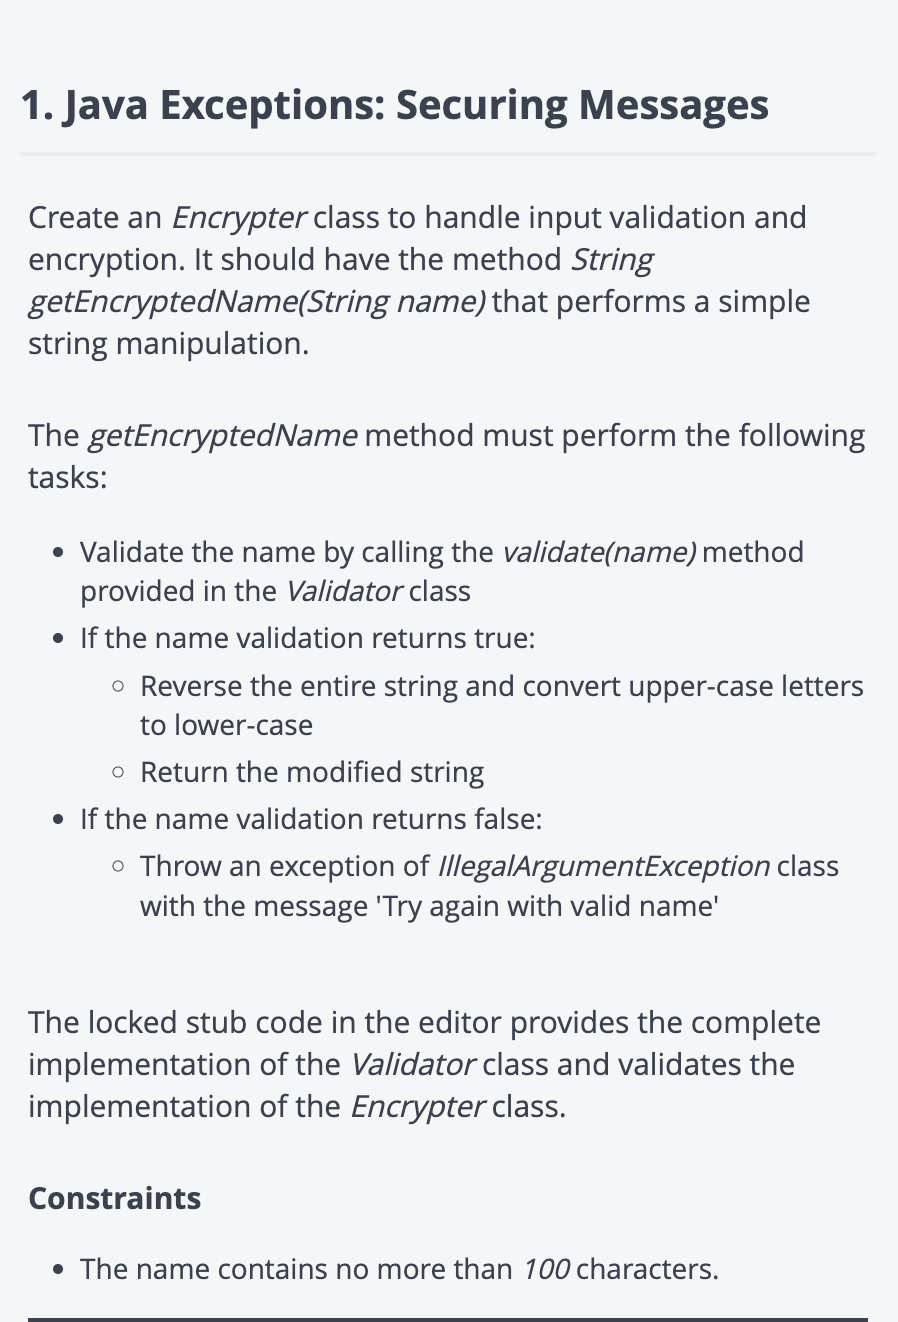 1. Java Exceptions: Securing Messages
Create an Encrypter class to handle input validation and
encryption. It should have the method String
getEncryptedName(String name) that performs a simple
string manipulation.
The getEncryptedName method must perform the following
tasks:
• Validate the name by calling the validate(name) method
provided in the Validator class
• If the name validation returns true:
○ Reverse the entire string and convert upper-case letters
to lower-case
○ Return the modified string
• If the name validation returns false:
○ Throw an exception of IllegalArgumentException class
with the message 'Try again with valid name'
The locked stub code in the editor provides the complete
implementation of the Validator class and validates the
implementation of the Encrypter class.
Constraints
• The name contains no more than 100 characters.